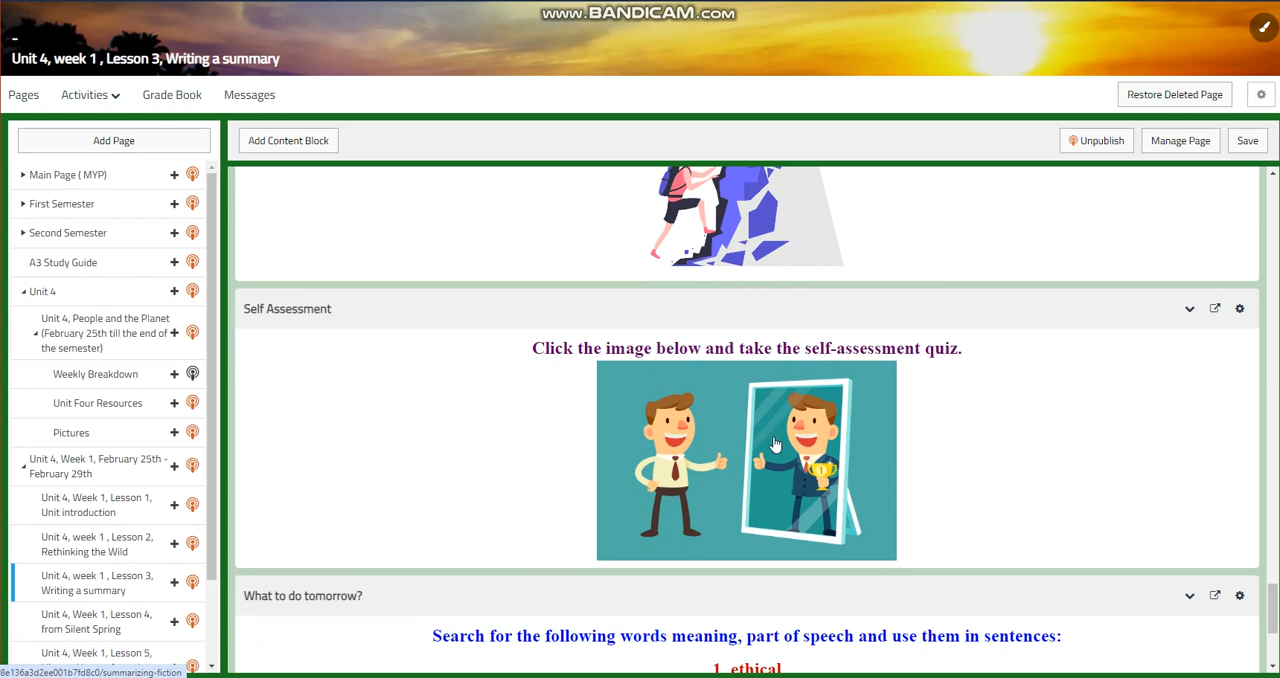 www.BANDICAM.com
-
Unit 4, week 1 , Lesson 3, Writing a summary
Pages
Activities
Grade Book
Messages
Restore Deleted Page
Add Page
Add Content Block
Unpublish
Manage Page
Save
Main Page ( MYP)
First Semester
Second Semester
A3 Study Guide
Unit 4
Unit 4, People and the Planet
(February 25th till the end of
the semester)
Weekly Breakdown
Unit Four Resources
Pictures
Unit 4, Week 1, February 25th -
February 29th
Unit 4, Week 1, Lesson 1,
Unit introduction
Unit 4, week 1 , Lesson 2,
Rethinking the Wild
Unit 4, week 1 , Lesson 3,
Writing a summary
Unit 4, Week 1, Lesson 4,
from Silent Spring
Unit 4, Week 1, Lesson 5,
8e136a3d2ee001b7fd8c0/summarizing-fiction
Self Assessment
Click the image below and take the self-assessment quiz.
1
What to do tomorrow?
Search for the following words meaning, part of speech and use them in sentences:
1. ethical